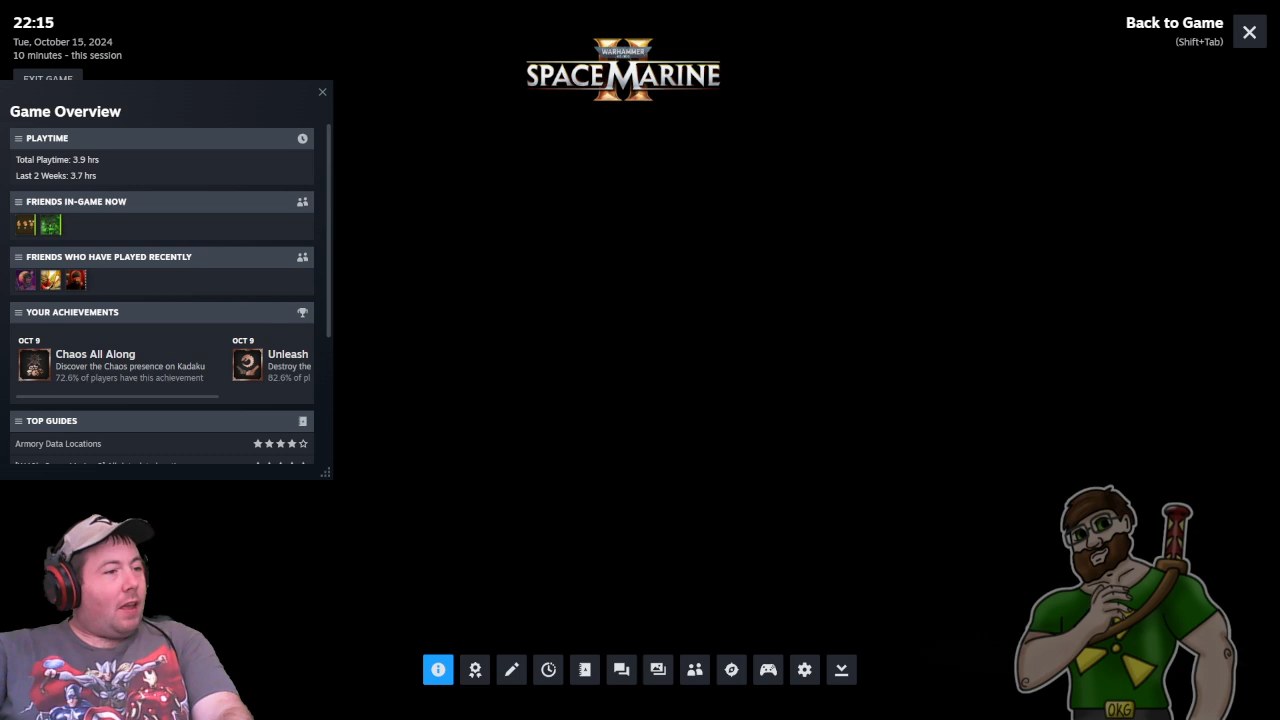 22:15
Tue, October 15, 2024
10 minutes - this session
EXIT GAME
Back to Game
(Shift+Tab)
WARHAMMER
SPACE MARINE
II
Game Overview
PLAYTIME
Total Playtime: 3.9 hrs
Last 2 Weeks: 3.7 hrs
FRIENDS IN-GAME NOW
FRIENDS WHO HAVE PLAYED RECENTLY
YOUR ACHIEVEMENTS
OCT 9
Chaos All Along
Discover the Chaos presence on Kadaku
72.6% of players have this achievement
OCT 9
Unleash
Destroy the
82.6% of pl
TOP GUIDES
Armory Data Locations
OKG